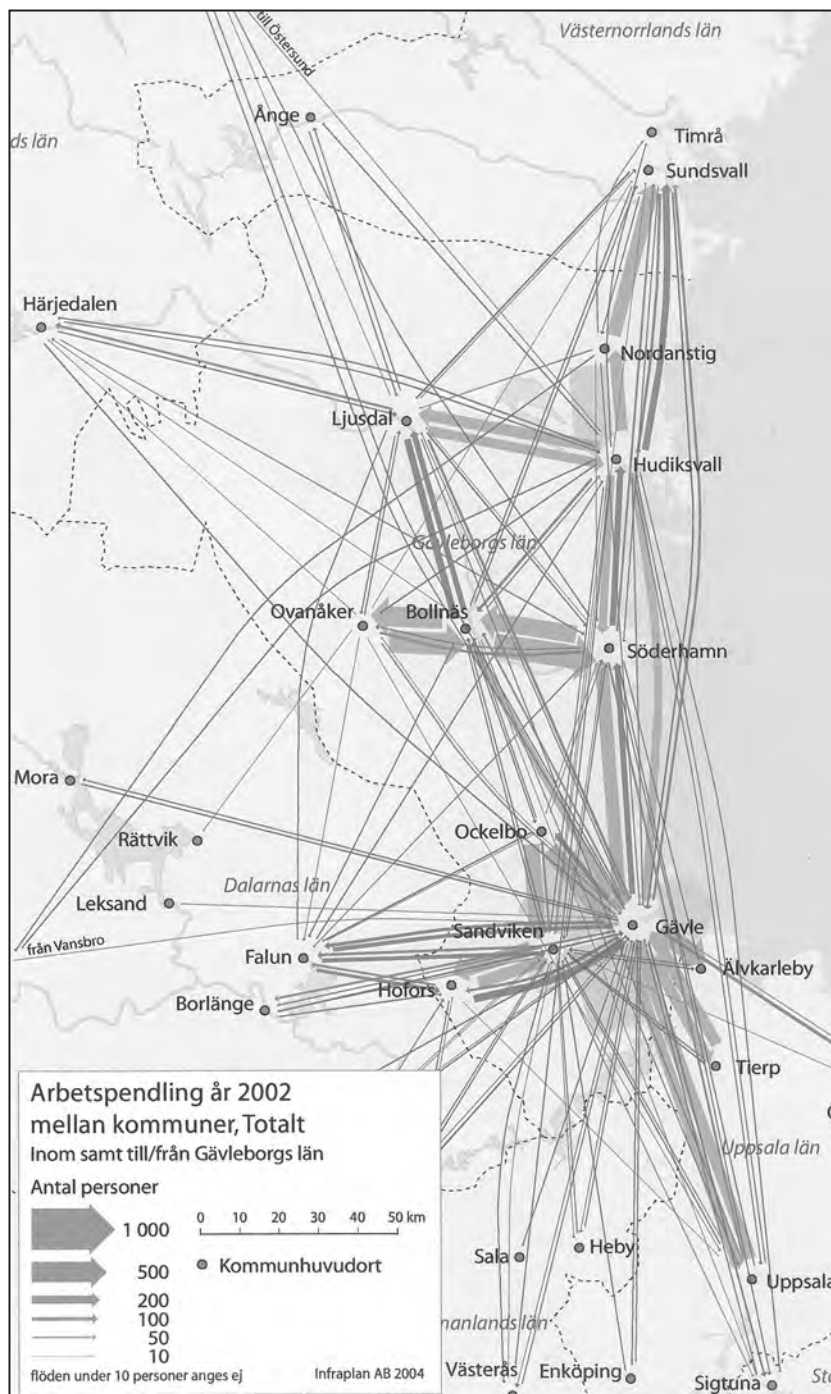 till Östersund
Västernorrlands län
Ånge
Timrå
ds län
Sundsvall
Härjedalen
Nordanstig
Ljusdal
Hudiksvall
Gävleborgs län
Ovanåker
Bollnäs
Söderhamn
Mora
Rättvik
Ockelbo
Leksand
Dalarnas län
Gävle
Sandviken
från Vansbro
Falun
Älvkarleby
Hofors
Borlänge
Tierp
Uppsala län
Heby
Sala
Uppsala
nanlands län
Västerås
Enköping
Sigtuna
Sto
Arbetspendling år 2002
mellan kommuner, Totalt
Inom samt till/från Gävleborgs län
Antal personer
1 000
500
200
100
50
10
0 10 20 30 40 50 km
Kommunhuvudort
flöden under 10 personer anges ej
Infraplan AB 2004